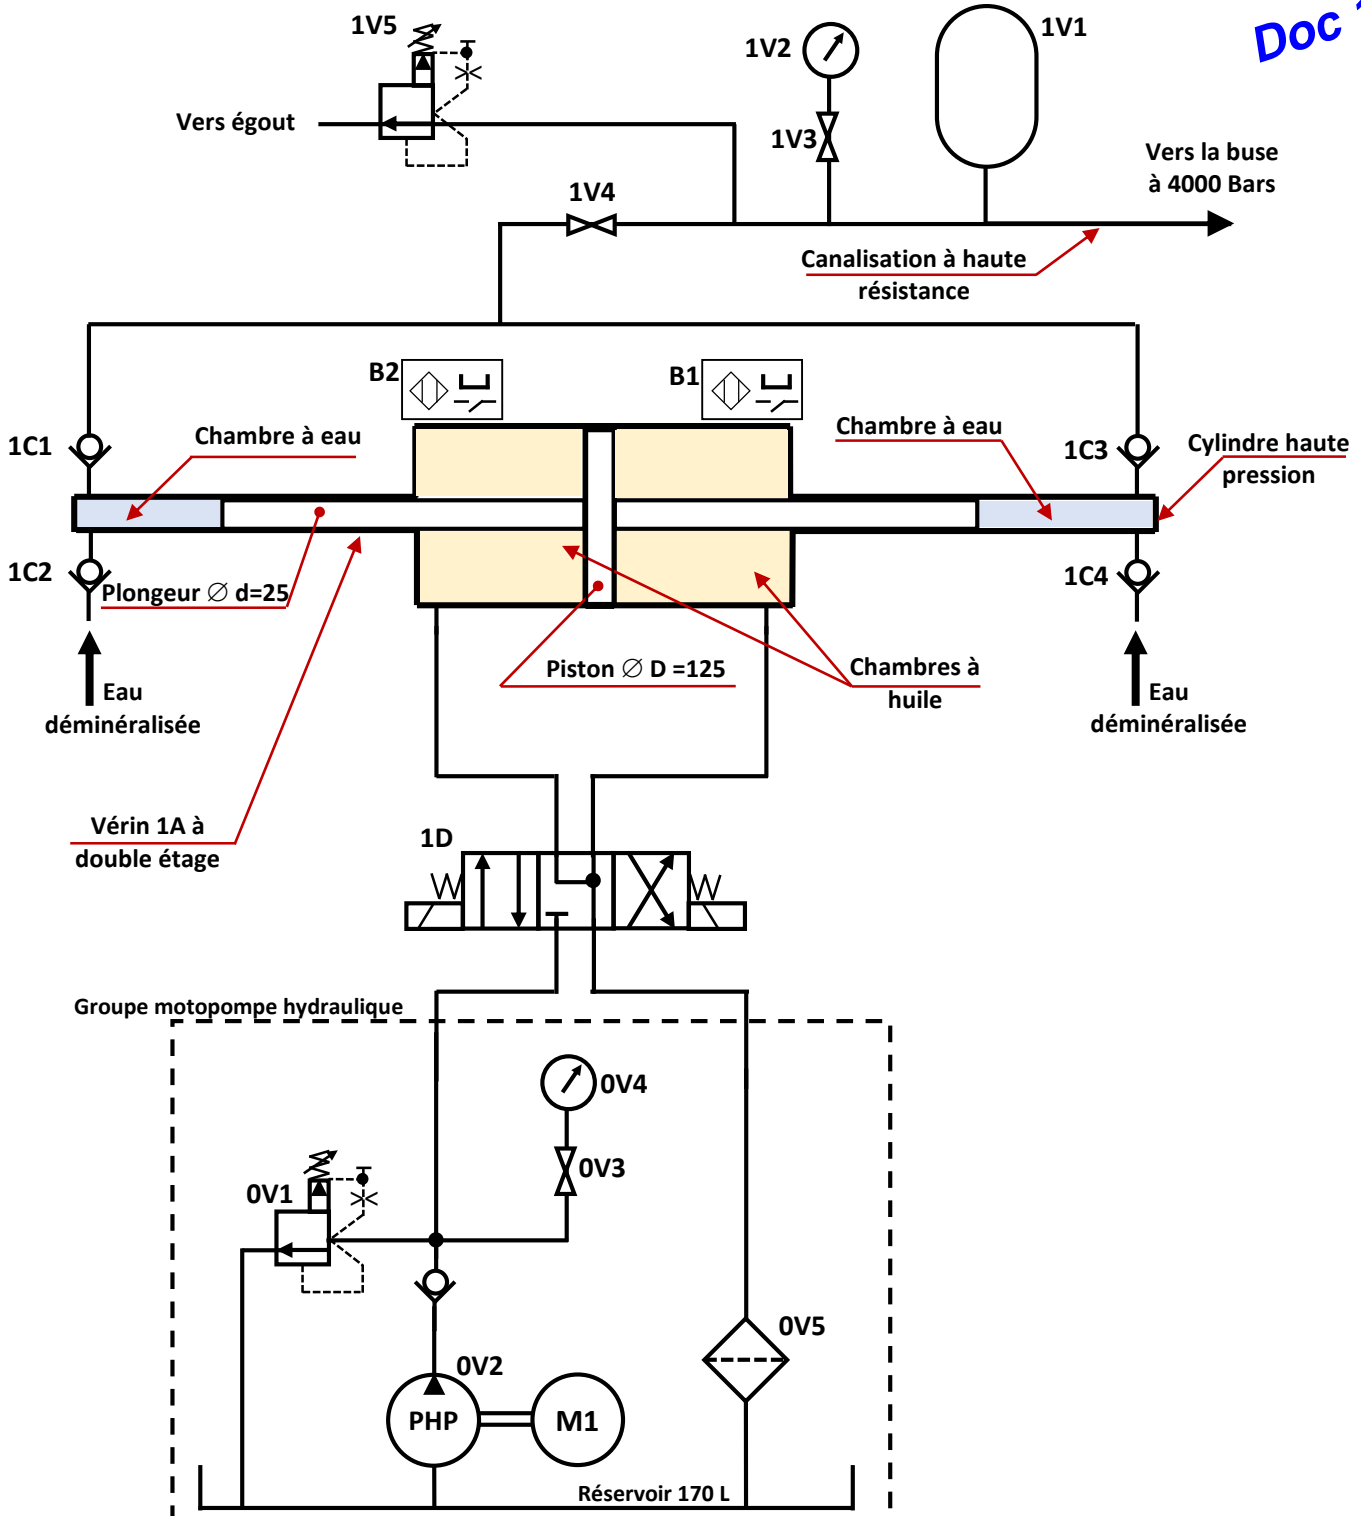 Doc 1
1V5
1V2
1V1
Vers égout
1V3
Vers la buse
à 4000 Bars
1V4
Canalisation à haute
résistance
B2
B1
1C1
Chambre à eau
Chambre à eau
1C3
Cylindre haute
pression
1C2
Plongeur ∅ d=25
1C4
Piston ∅ D =125
Chambres à
huile
Eau
déminéralisée
Eau
déminéralisée
Vérin 1A à
double étage
1D
Groupe motopompe hydraulique
0V4
0V3
0V1
0V5
0V2
PHP
M1
Réservoir 170 L